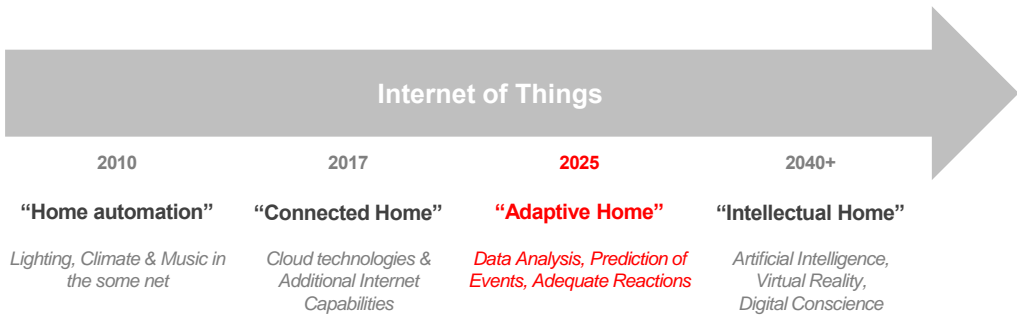 Internet of Things
2010
2017
2025
2040+
“Home automation”
“Connected Home”
“Adaptive Home”
“Intellectual Home”
Lighting, Climate & Music in
the some net
Cloud technologies &
Additional Internet
Capabilities
Data Analysis, Prediction of
Events, Adequate Reactions
Artificial Intelligence,
Virtual Reality,
Digital Conscience